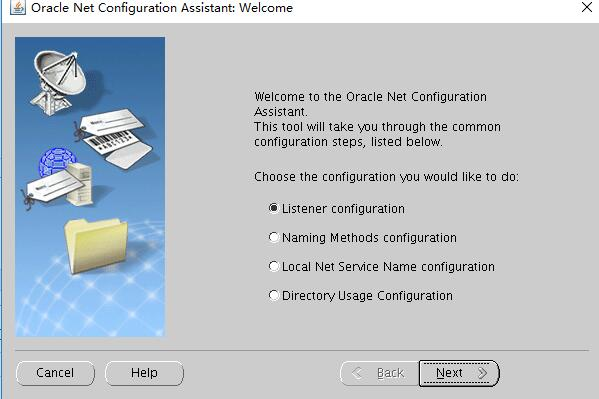 Oracle Net Configuration Assistant: Welcome
Welcome to the Oracle Net Configuration
Assistant.
This tool will take you through the common
configuration steps, listed below.
Choose the configuration you would like to do:
Listener configuration
Naming Methods configuration
Local Net Service Name configuration
Directory Usage Configuration
Cancel
Help
Back
Next